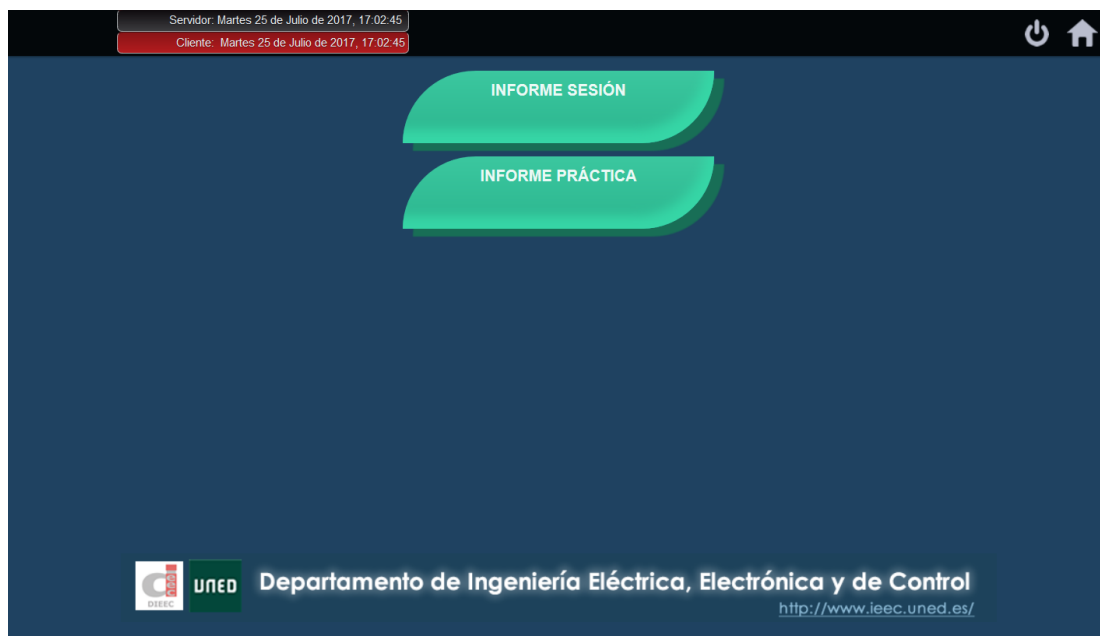 Servidor: Martes 25 de Julio de 2017, 17:02:45
Cliente: Martes 25 de Julio de 2017, 17:02:45
INFORME SESIÓN
INFORME PRÁCTICA
DIEEC
UNED
Departamento de Ingeniería Eléctrica, Electrónica y de Control
http://www.ieec.uned.es/